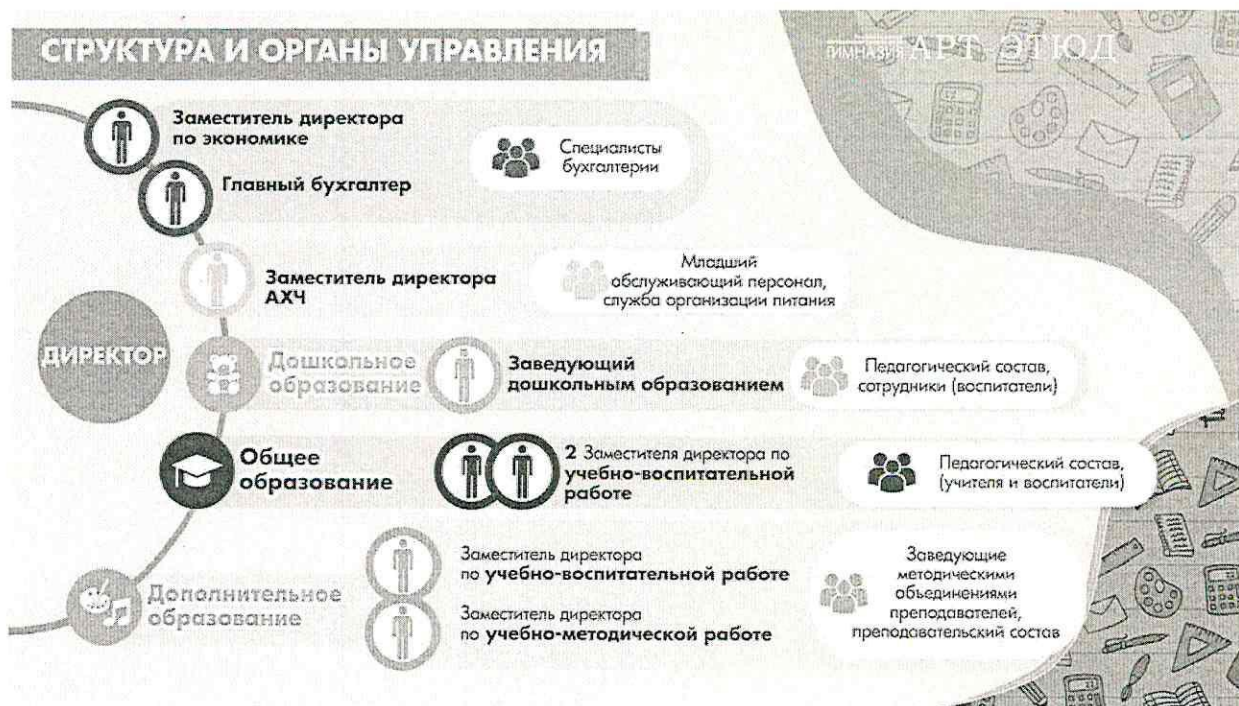 СТРУКТУРА И ОРГАНЫ УПРАВЛЕНИЯ
ГИМНАЗИЯ АРТ-ЭТЮД
Заместитель директора
по экономике
Главный бухгалтер
Специалисты
бухгалтерии
Заместитель директора
АХЧ
Младший
обслуживающий персонал,
служба организации питания
ДИРЕКТОР
Дошкольное
образование
Заведующий
дошкольным образованием
Педагогический состав,
сотрудники (воспитатели)
Общее
образование
2 Заместителя директора по
учебно-воспитательной
работе
Педагогический состав,
(учителя и воспитатели)
Дополнительное
образование
Заместитель директора
по учебно-воспитательной работе
Заместитель директора
по учебно-методической работе
Заведующие
методическими
объединениями
преподавателей,
преподавательский состав